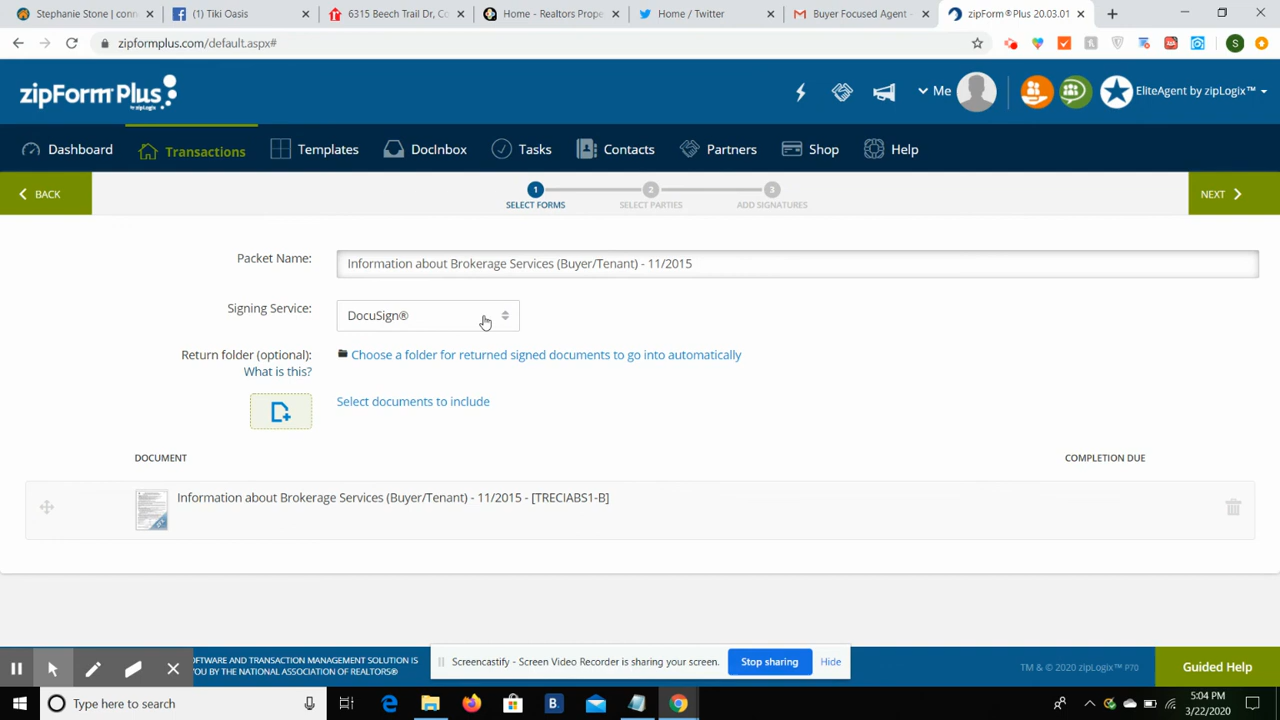 Stephanie Stone | conn
(1) Tiki Oasis
6315 Beech Trail Dr, Co
Home - Realtors Prope
Home / Twitter
Buyer Focused Agent -
zipForm®Plus 20.03.01
zipformplus.com/default.aspx#
S
zipForm Plus
by zipLogix
Me
EliteAgent by zipLogix™
Dashboard
Transactions
Templates
DocInbox
Tasks
Contacts
Partners
Shop
Help
BACK
1
2
3
SELECT FORMS
SELECT PARTIES
ADD SIGNATURES
NEXT
Packet Name:
Information about Brokerage Services (Buyer/Tenant) - 11/2015
Signing Service:
DocuSign®
Return folder (optional):
Choose a folder for returned signed documents to go into automatically
What is this?
Select documents to include
DOCUMENT
COMPLETION DUE
Information about Brokerage Services (Buyer/Tenant) - 11/2015 - [TRECIABS1-B]
OFTWARE AND TRANSACTION MANAGEMENT SOLUTION IS
YOU BY THE NATIONAL ASSOCIATION OF REALTORS®
Screencastify - Screen Video Recorder is sharing your screen.
Stop sharing
Hide
TM & © 2020 zipLogix P70
Guided Help
Type here to search
5:04 PM
3/22/2020